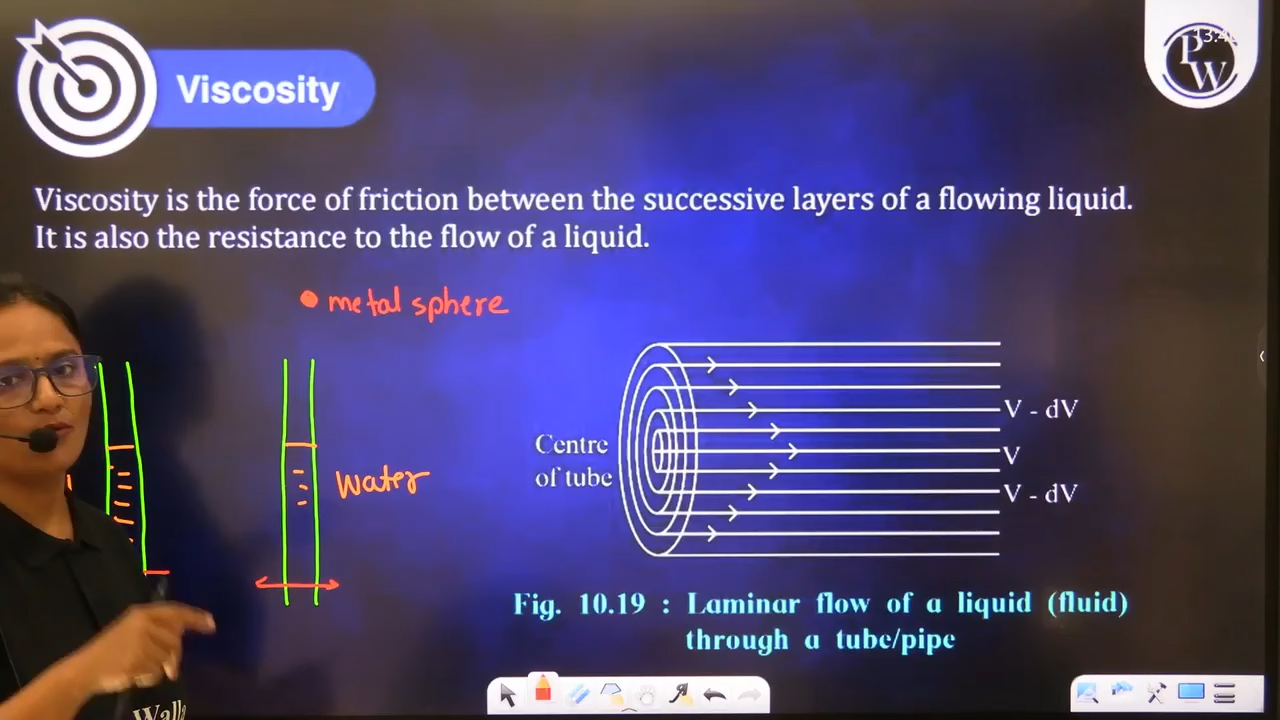 Viscosity
PW
Viscosity is the force of friction between the successive layers of a flowing liquid.
It is also the resistance to the flow of a liquid.
metal sphere
water
Centre
of tube
V - dV
V
V - dV
Fig. 10.19 : Laminar flow of a liquid (fluid)
through a tube/pipe